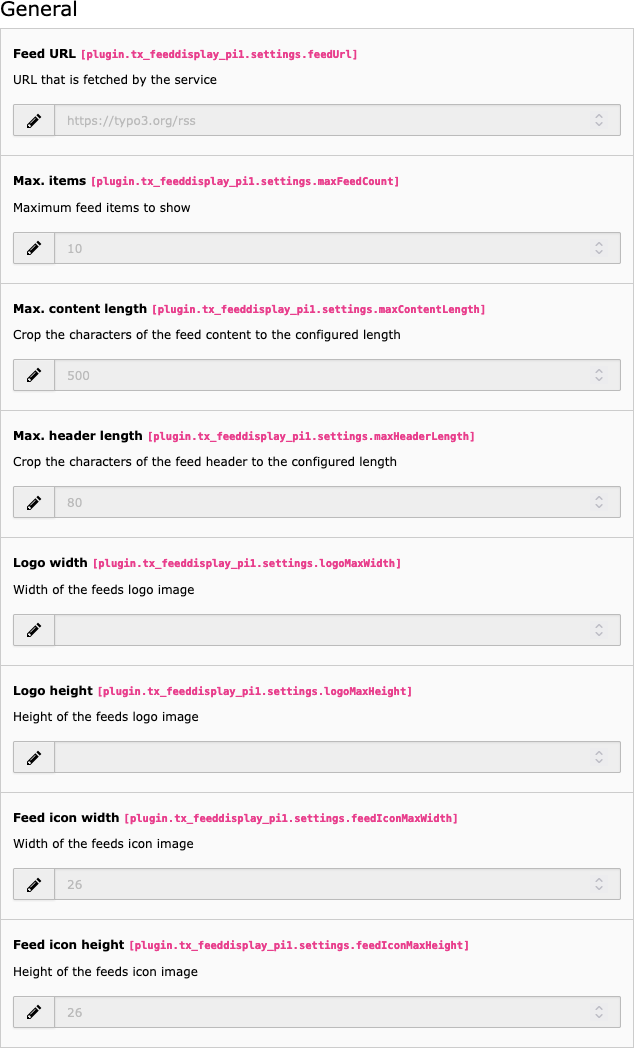 General
Feed URL [plugin.tx_feeddisplay_pi1.settings.feedUrl]
URL that is fetched by the service
https://typo3.org/rss
Max. items [plugin.tx_feeddisplay_pi1.settings.maxFeedCount]
Maximum feed items to show
10
Max. content length [plugin.tx_feeddisplay_pi1.settings.maxContentLength]
Crop the characters of the feed content to the configured length
500
Max. header length [plugin.tx_feeddisplay_pi1.settings.maxHeaderLength]
Crop the characters of the feed header to the configured length
80
Logo width [plugin.tx_feeddisplay_pi1.settings.logoMaxWidth]
Width of the feeds logo image
Logo height [plugin.tx_feeddisplay_pi1.settings.logoMaxHeight]
Height of the feeds logo image
Feed icon width [plugin.tx_feeddisplay_pi1.settings.feedIconMaxWidth]
Width of the feeds icon image
26
Feed icon height [plugin.tx_feeddisplay_pi1.settings.feedIconMaxHeight]
Height of the feeds icon image
26